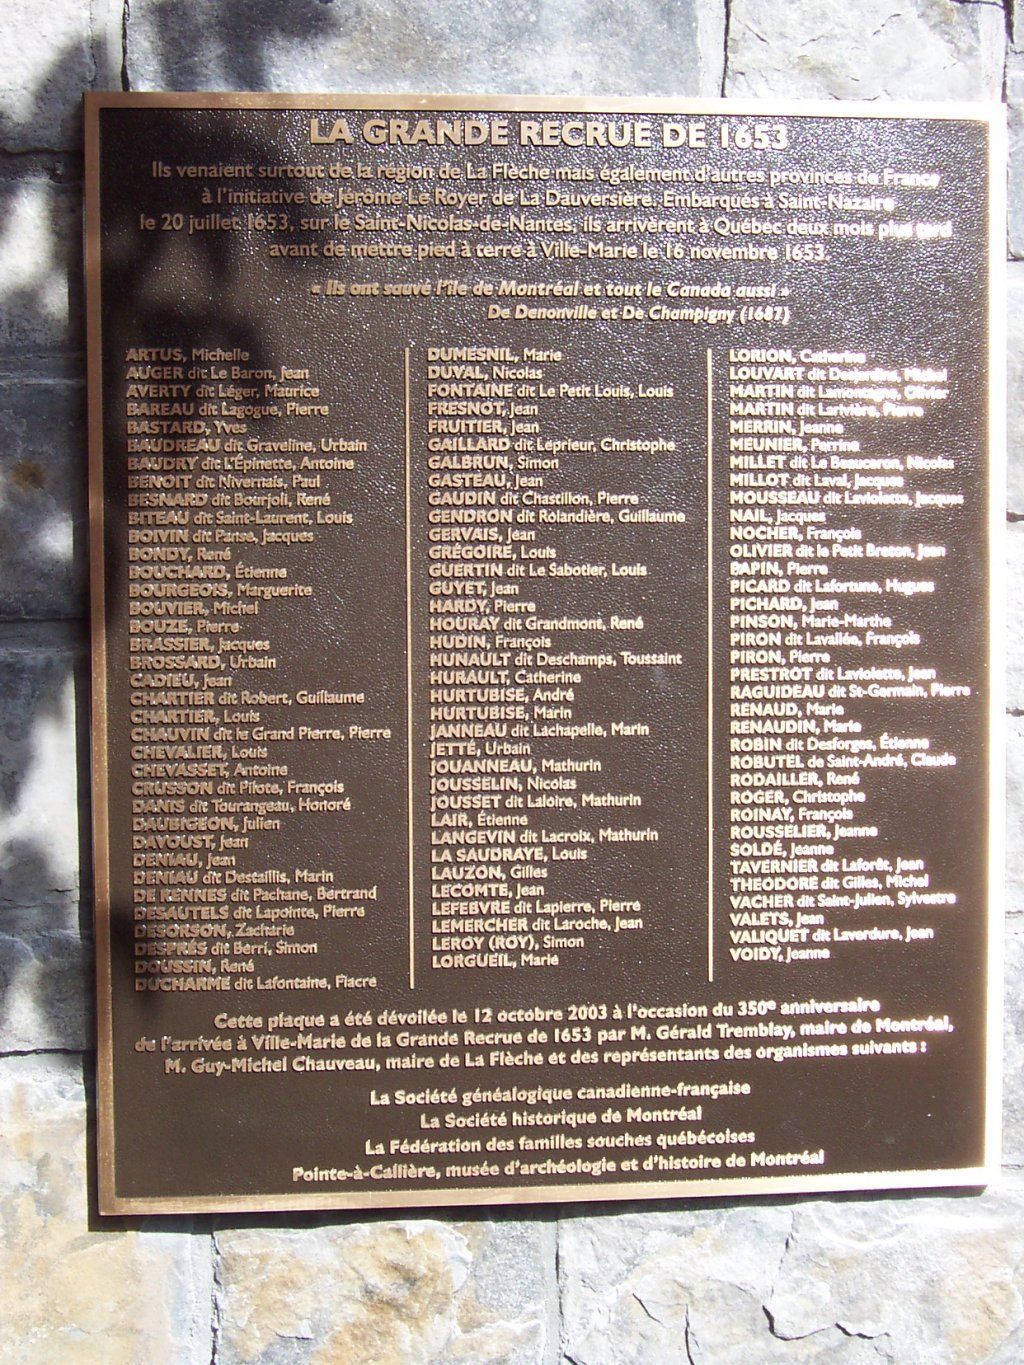 LA GRANDE RECRUE DE 1653
Ils venaient surtout de la région de La Flèche mais également d'autres provinces de France
à l'initiative de Jérôme Le Royer de La Dauversière. Embarqués à Saint-Nazaire
le 20 juillet 1653, sur le Saint-Nicolas-de-Nantes, ils arrivèrent à Québec deux mois plus tard
avant de mettre pied à terre à Ville-Marie le 16 novembre 1653.
« Ils ont sauvé l'île de Montréal et tout le Canada aussi »
De Denonville et De Champigny (1687)
ARTUS, Michelle
AUGER dit Le Baron, Jean
AVERTY dit Léger, Maurice
BAREAU dit Lagogue, Pierre
BASTARD, Yves
BAUDREAU dit Graveline, Urbain
BAUDRY dit L'Épinette, Antoine
BENOIT dit Nivernais, Paul
BESNARD dit Bourjoli, René
BITEAU dit Saint-Laurent, Louis
BOIVIN dit Panse, Jacques
BONDY, René
BOUCHARD, Étienne
BOURGEOIS, Marguerite
BOUVIER, Michel
BOUZE, Pierre
BRASSIER, Jacques
BROSSARD, Urbain
CADIEU, Jean
CHARTIER dit Robert, Guillaume
CHARTIER, Louis
CHAUVIN dit le Grand Pierre, Pierre
CHEVALIER, Louis
CHEVASSET, Antoine
CRUSSON dit Pilote, François
DANIS dit Tourangeau, Honoré
DAUBIGEON, Julien
DAVOUST, Jean
DENIAU, Jean
DENIAU dit Destaillis, Marin
DE RENNES dit Pachane, Bertrand
DESAUTELS dit Lapointe, Pierre
DESORSON, Zacharie
DESPRÉS dit Berri, Simon
DOUSSIN, René
DUCHARME dit Lafontaine, Fiacre
DUMESNIL, Marie
DUVAL, Nicolas
FONTAINE dit Le Petit Louis, Louis
FRESNOT, Jean
FRUITIER, Jean
GAILLARD dit Leprieur, Christophe
GALBRUN, Simon
GASTEAU, Jean
GAUDIN dit Chastillon, Pierre
GENDRON dit Rolandière, Guillaume
GERVAIS, Jean
GRÉGOIRE, Louis
GUERTIN dit Le Sabotier, Louis
GUYET, Jean
HARDY, Pierre
HOURAY dit Grandmont, René
HUDIN, François
HUNAULT dit Deschamps, Toussaint
HURAULT, Catherine
HURTUBISE, André
HURTUBISE, Marin
JANNEAU dit Lachapelle, Marin
JETTÉ, Urbain
JOUANNEAU, Mathurin
JOUSSELIN, Nicolas
JOUSSET dit Laloire, Mathurin
LAIR, Étienne
LANGEVIN dit Lacroix, Mathurin
LA SAUDRAYE, Louis
LAUZON, Gilles
LECOMTE, Jean
LEFEBVRE dit Lapierre, Pierre
LEMERCHER dit Laroche, Jean
LEROY (ROY), Simon
LORGUEIL, Marie
LORION, Catherine
LOUVART dit Desjardins, Michel
MARTIN dit Lamontagne, Olivier
MARTIN dit Larivière, Pierre
MERRIN, Jeanne
MEUNIER, Perrine
MILLET dit Le Beauceron, Nicolas
MILLOT dit Laval, Jacques
MOUSSEAU dit Laviolette, Jacques
NAIL, Jacques
NOCHER, François
OLIVIER dit le Petit Breton, Jean
BAPIN, Pierre
PICARD dit Lafortune, Hugues
PICHARD, Jean
PINSON, Marie-Marthe
PIRON dit Lavallée, François
PIRON, Pierre
PRESTROT dit Laviolette, Jean
RAGUIDEAU dit St-Germain, Pierre
RENAUD, Marie
RENAUDIN, Marie
ROBIN dit Desforges, Étienne
ROBUTEL de Saint-André, Claude
RODAILLER, René
ROGER, Christophe
ROINAY, François
ROUSSELIER, Jeanne
SOLDÉ, Jeanne
TAVERNIER dit Laforêt, Jean
THEODORE dit Gilles, Michel
VACHER dit Saint-Julien, Sylvestre
VALETS, Jean
VALIQUET dit Laverdure, Jean
VOIDY, Jeanne
Cette plaque a été dévoilée le 12 octobre 2003 à l'occasion du 350e anniversaire
de l'arrivée à Ville-Marie de la Grande Recrue de 1653 par M. Gérald Tremblay, maire de Montréal,
M. Guy-Michel Chauveau, maire de La Flèche et des représentants des organismes suivants :
La Société généalogique canadienne-française
La Société historique de Montréal
La Fédération des familles souches québécoises
Pointe-à-Callière, musée d'archéologie et d'histoire de Montréal